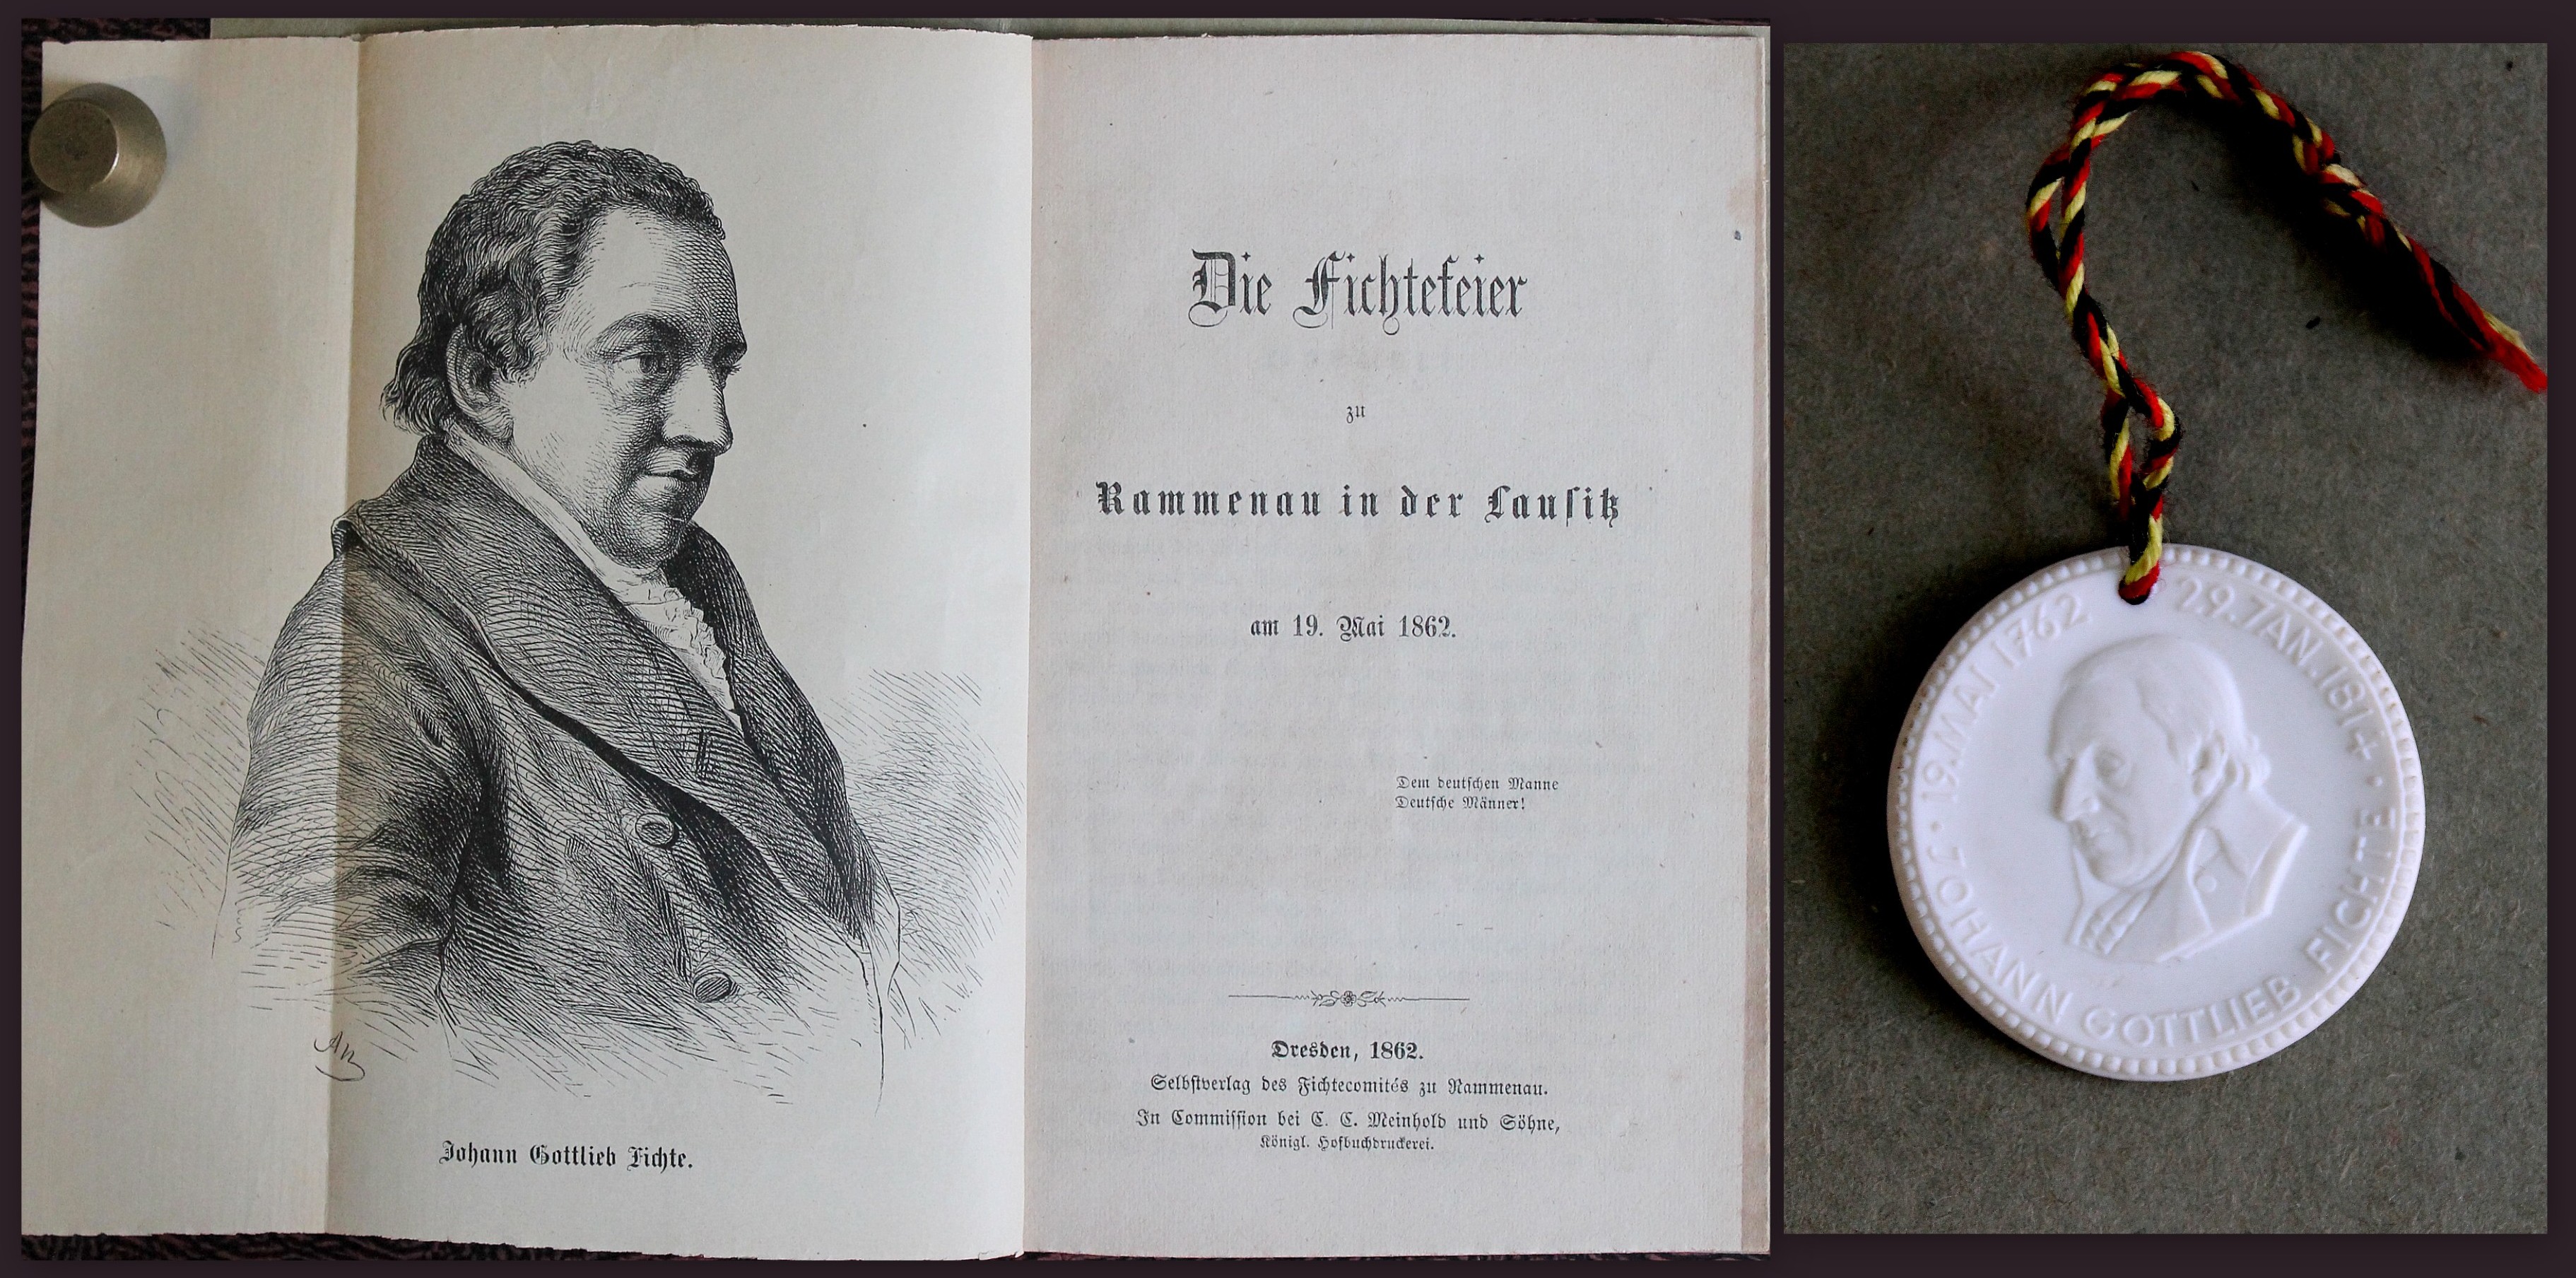 Johann Gottlieb Fichte.
Die Fichtefeier
zu
Rammenau in der Lauſitz
am 19. Mai 1862.
Dem deutſchen Manne
Deutſche Männer!
Dresden, 1862.
Selbſtverlag des Fichtecomités zu Rammenau.
In Commiſſion bei C. C. Meinhold und Söhne,
Königl. Hofbuchdruckerei.
· 19. MAI 1762
29. JAN. 1814 ·
JOHANN GOTTLIEB FICHTE